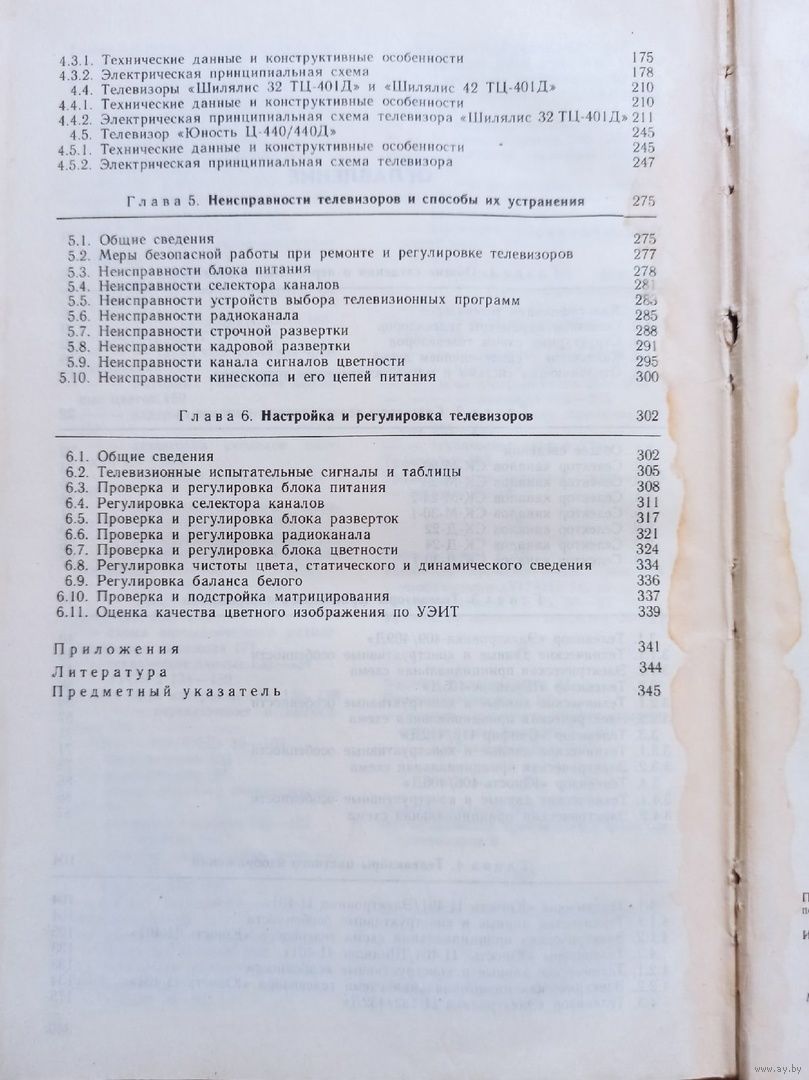 4.3.1. Технические данные и конструктивные особенности 175
4.3.2. Электрическая принципиальная схема 178
4.4. Телевизоры «Шилялис 32 ТЦ-401Д» и «Шилялис 42 ТЦ-401Д» 210
4.4.1. Технические данные и конструктивные особенности 210
4.4.2. Электрическая принципиальная схема телевизора «Шилялис 32 ТЦ-401Д» 211
4.5. Телевизор «Юность Ц-440/440Д» 245
4.5.1. Технические данные и конструктивные особенности 245
4.5.2. Электрическая принципиальная схема телевизора 247
Глава 5. Неисправности телевизоров и способы их устранения 275
5.1. Общие сведения 275
5.2. Меры безопасной работы при ремонте и регулировке телевизоров 277
5.3. Неисправности блока питания 278
5.4. Неисправности селектора каналов
5.5. Неисправности устройств выбора телевизионных программ
5.6. Неисправности радиоканала 285
5.7. Неисправности строчной развертки 288
5.8. Неисправности кадровой развертки 291
5.9. Неисправности канала сигналов цветности 295
5.10. Неисправности кинескопа и его цепей питания 300
Глава 6. Настройка и регулировка телевизоров 302
6.1. Общие сведения 302
6.2. Телевизионные испытательные сигналы и таблицы 305
6.3. Проверка и регулировка блока питания 308
6.4. Регулировка селектора каналов 311
6.5. Проверка и регулировка блока разверток 317
6.6. Проверка и регулировка радиоканала 321
6.7. Проверка и регулировка блока цветности 324
6.8. Регулировка чистоты цвета, статического и динамического сведения 334
6.9. Регулировка баланса белого 336
6.10. Проверка и подстройка матрицирования 337
6.11. Оценка качества цветного изображения по УЭИТ 339
Приложения 341
Литература 344
Предметный указатель 345
www.ay.by